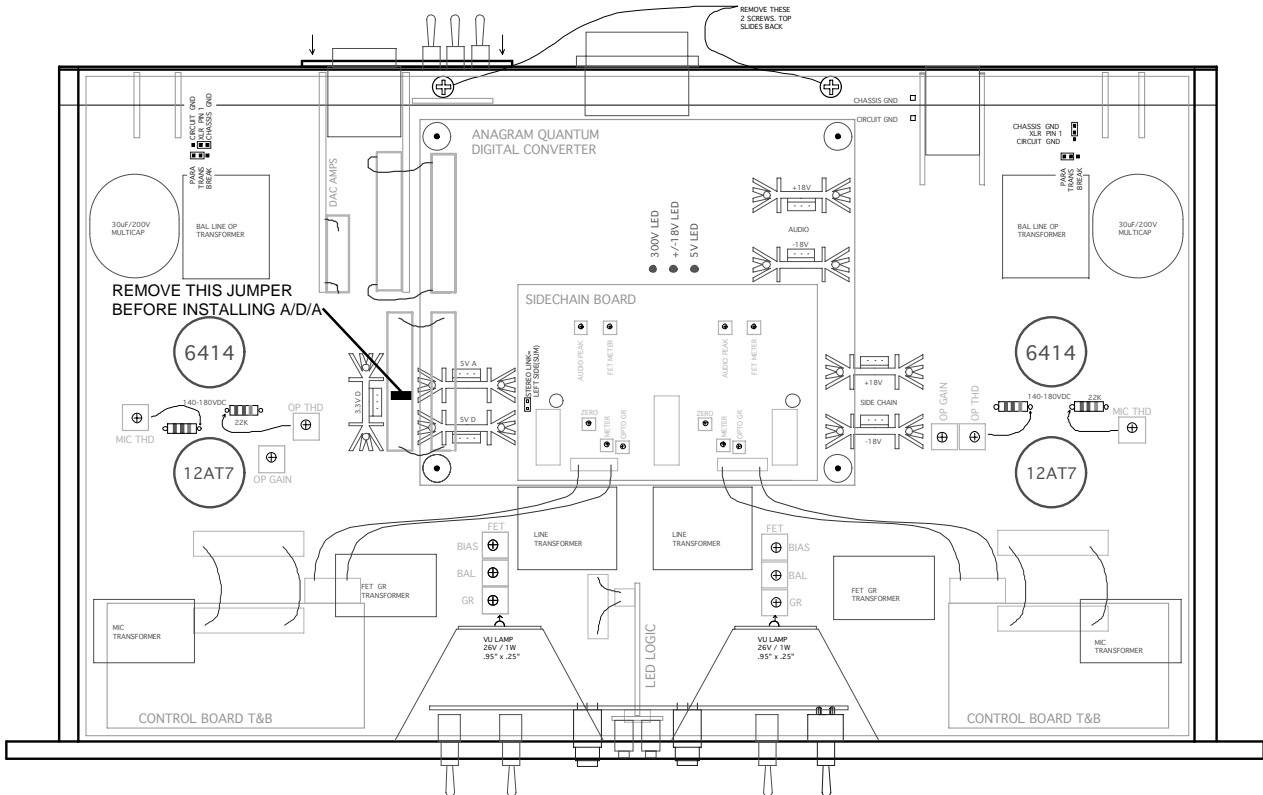 REMOVE THESE
2 SCREWS. TOP
SLIDES BACK
CHASSIS GND
CIRCUIT GND
CIRCUIT GND
XLR PIN 1
CHASSIS GND
PARA
TRANS
BREAK
DAC AMPS
ANAGRAM QUANTUM
DIGITAL CONVERTER
CHASSIS GND
XLR PIN 1
CIRCUIT GND
PARA
TRANS
BREAK
30uF/200V
MULTICAP
BAL LINE OP
TRANSFORMER
300V LED
+/-18V LED
5V LED
+18V
AUDIO
-18V
BAL LINE OP
TRANSFORMER
30uF/200V
MULTICAP
REMOVE THIS JUMPER
BEFORE INSTALLING A/D/A
SIDECHAIN BOARD
AUDIO PEAK
FET METER
AUDIO PEAK
FET METER
STEREO LINK=
LEFT SIDE(SUM)
6414
3.3V D
5V A
5V D
+18V
SIDE CHAIN
-18V
6414
140-180VDC
22K
MIC THD
OP THD
OP GAIN
ZERO
METER
OPTO GR
ZERO
METER
OPTO GR
OP GAIN
OP THD
140-180VDC
22K
MIC THD
12AT7
12AT7
LINE
TRANSFORMER
LINE
TRANSFORMER
FET
BIAS
BAL
GR
FET
BIAS
BAL
GR
FET GR
TRANSFORMER
FET GR
TRANSFORMER
MIC
TRANSFORMER
MIC
TRANSFORMER
VU LAMP
26V / 1W
.95" x .25"
LED LOGIC
VU LAMP
26V / 1W
.95" x .25"
CONTROL BOARD T&B
CONTROL BOARD T&B